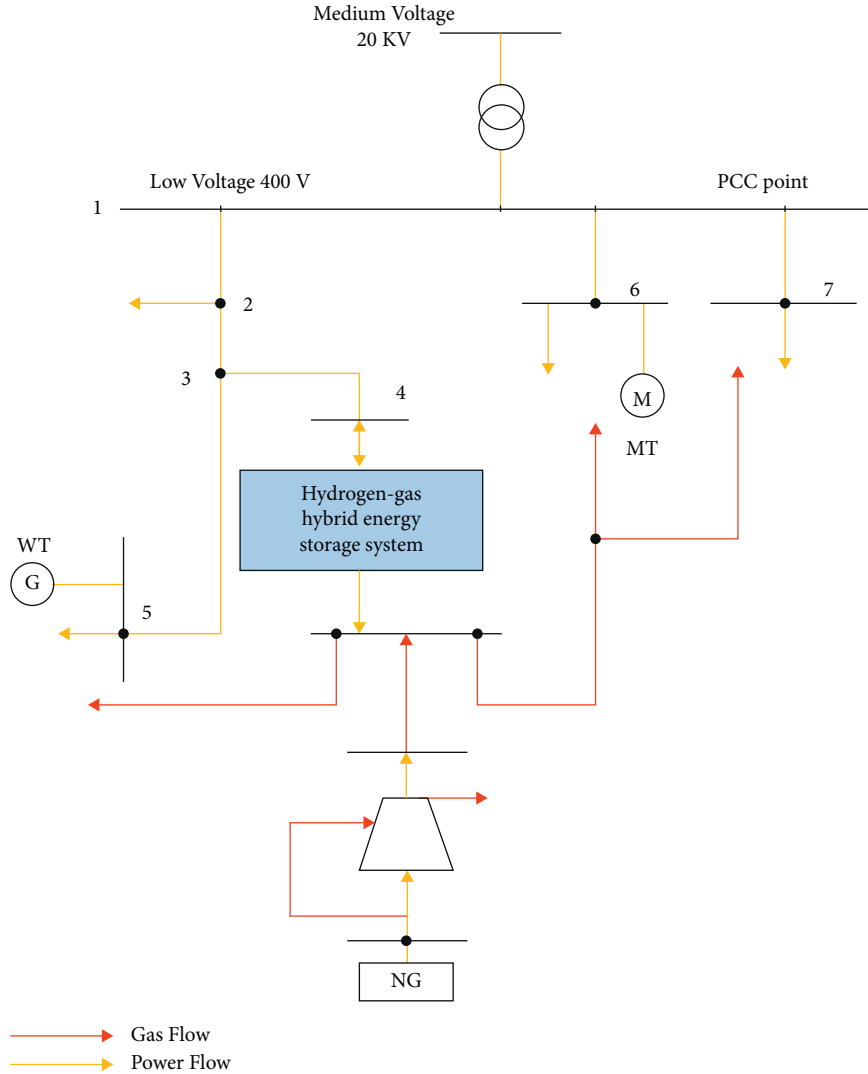 Medium Voltage
20 KV
Low Voltage 400 V
PCC point
1
2
3
4
5
6
7
M
MT
Hydrogen-gas
hybrid energy
storage system
WT
G
NG
Gas Flow
Power Flow